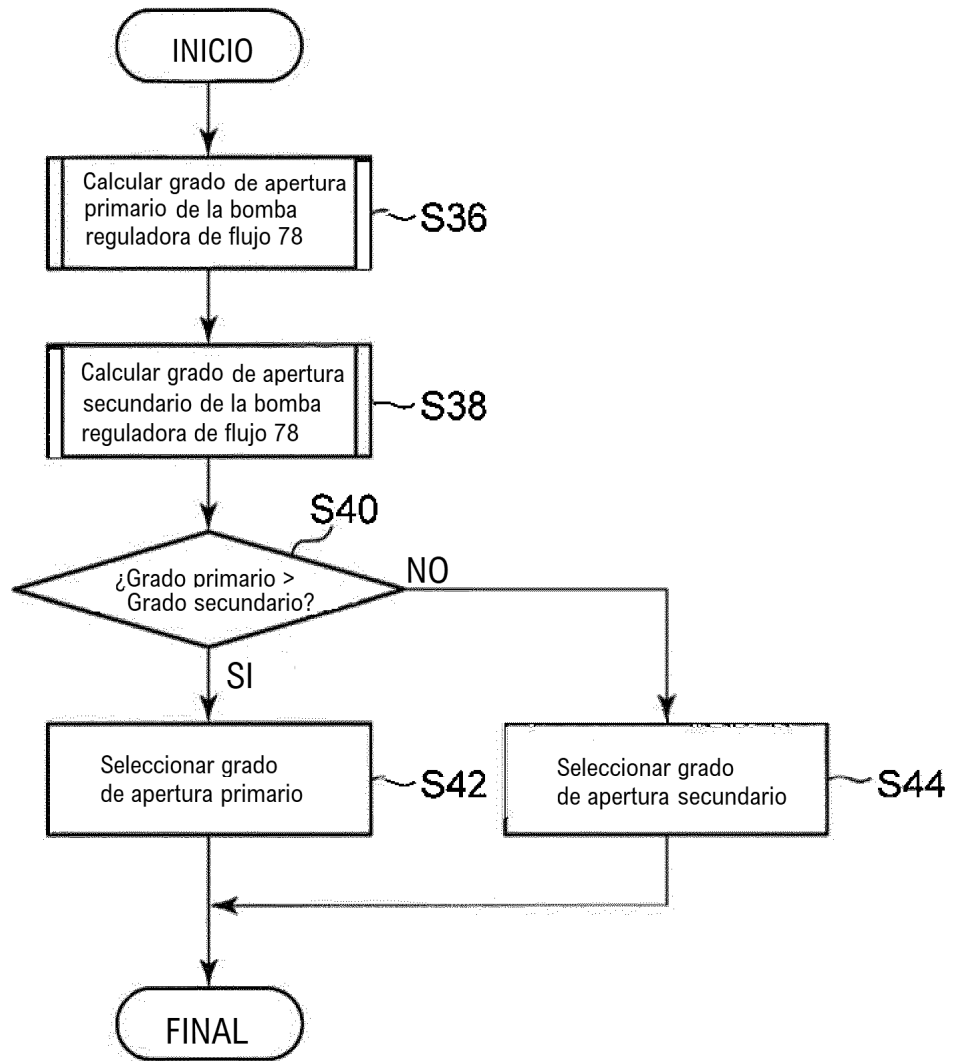 INICIO
Calcular grado de apertura
primario de la bomba
reguladora de flujo 78
S36
Calcular grado de apertura
secundario de la bomba
reguladora de flujo 78
S38
S40
¿Grado primario >
Grado secundario?
NO
SI
Seleccionar grado
de apertura primario
S42
Seleccionar grado
de apertura secundario
S44
FINAL